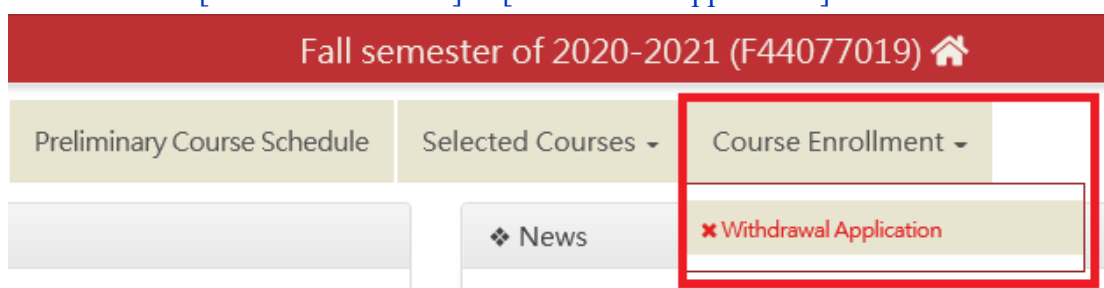 Fall semester of 2020-2021 (F44077019)
Preliminary Course Schedule
Selected Courses
Course Enrollment
❖ News
✖ Withdrawal Application